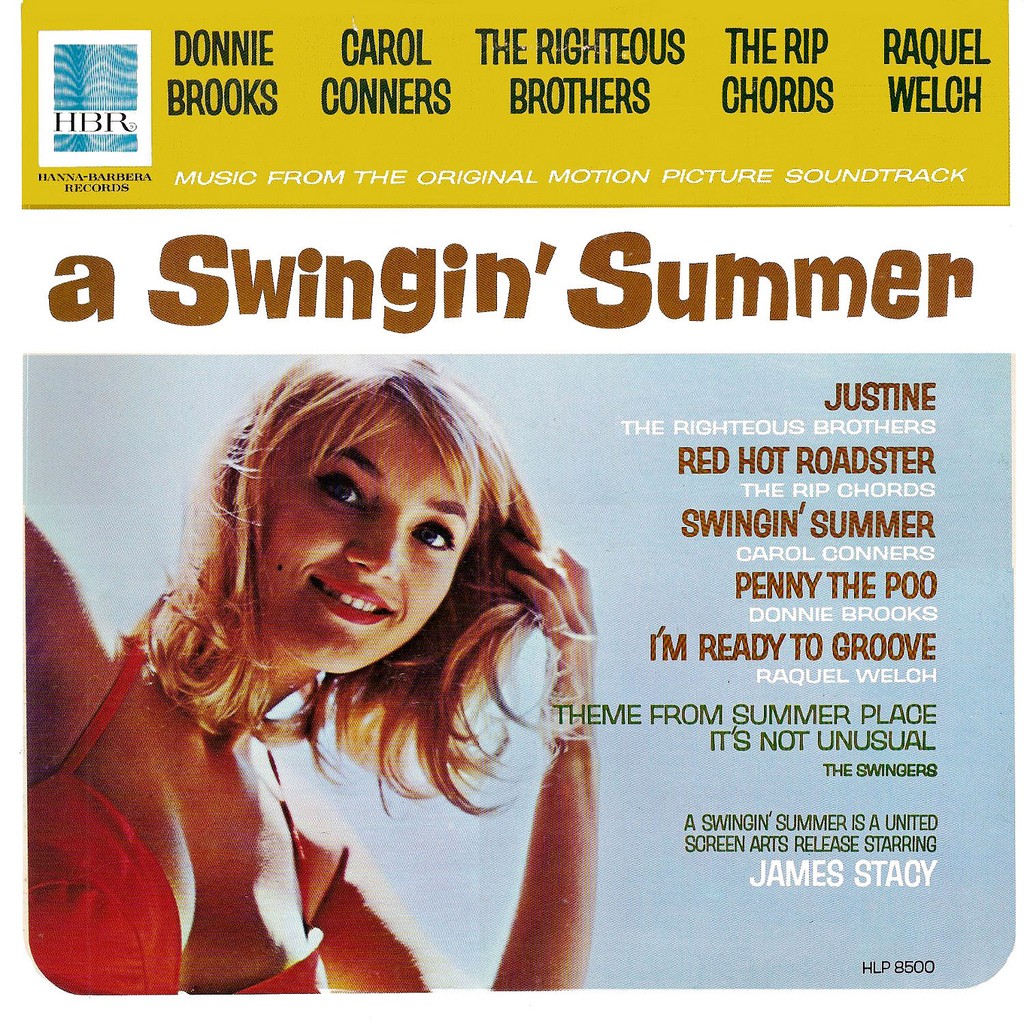 DONNIE BROOKS
CAROL CONNERS
THE RIGHTEOUS BROTHERS
THE RIP CHORDS
RAQUEL WELCH
HBR
HANNA-BARBERA
RECORDS
MUSIC FROM THE ORIGINAL MOTION PICTURE SOUNDTRACK
a Swingin' Summer
JUSTINE
THE RIGHTEOUS BROTHERS
RED HOT ROADSTER
THE RIP CHORDS
SWINGIN' SUMMER
CAROL CONNERS
PENNY THE POO
DONNIE BROOKS
I'M READY TO GROOVE
RAQUEL WELCH
THEME FROM SUMMER PLACE
IT'S NOT UNUSUAL
THE SWINGERS
A SWINGIN' SUMMER IS A UNITED
SCREEN ARTS RELEASE STARRING
JAMES STACY
HLP 8500